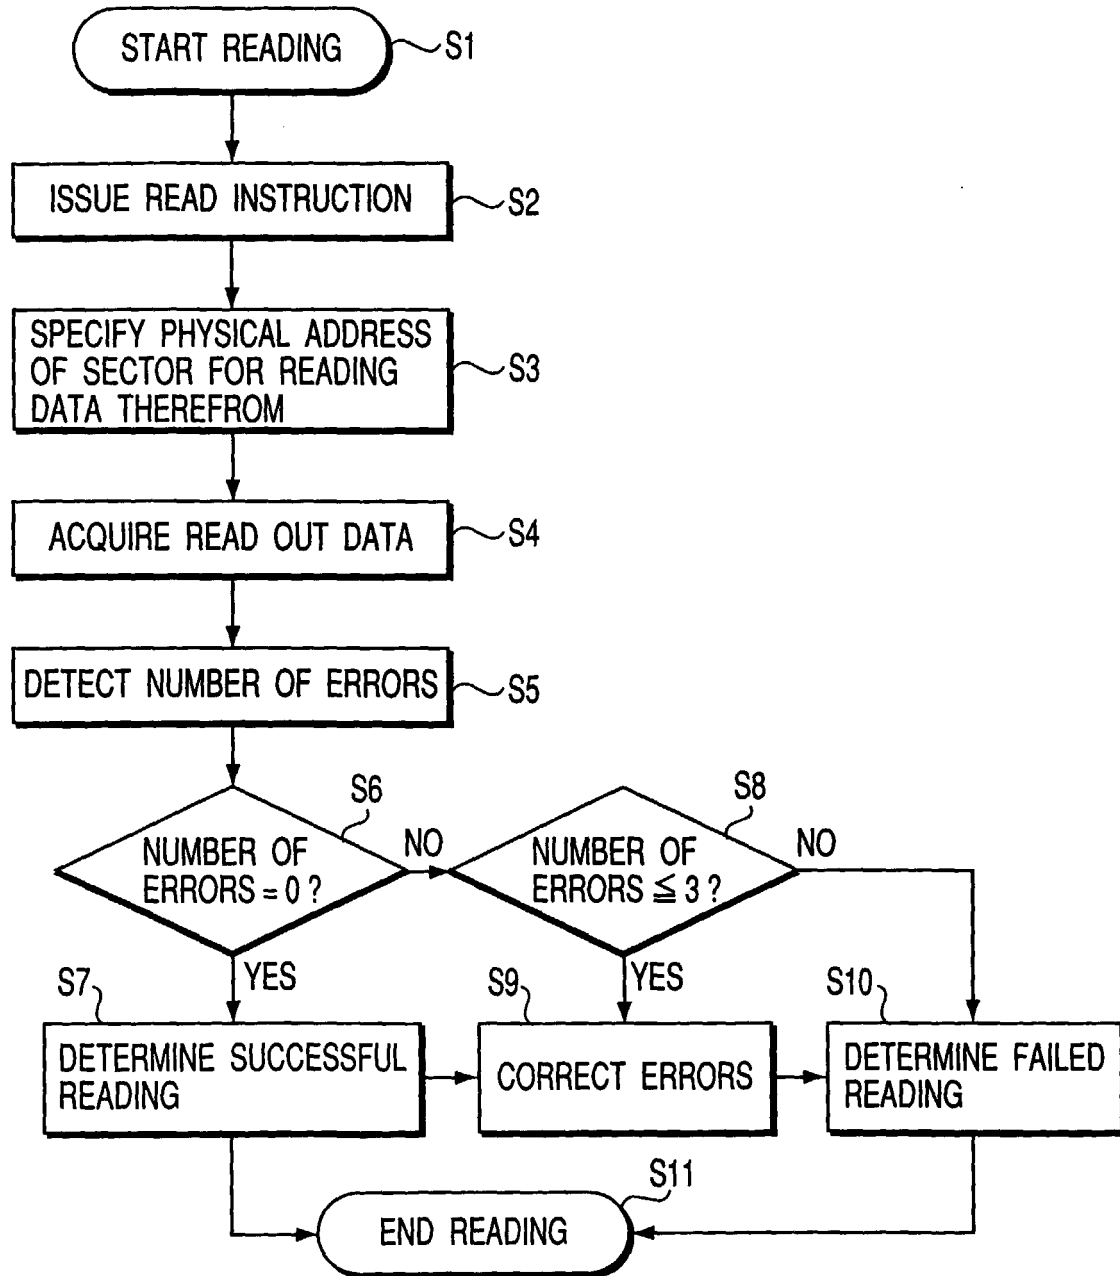 START READING
S1
ISSUE READ INSTRUCTION
S2
SPECIFY PHYSICAL ADDRESS
OF SECTOR FOR READING
DATA THEREFROM
S3
ACQUIRE READ OUT DATA
S4
DETECT NUMBER OF ERRORS
S5
S6
NUMBER OF
ERRORS = 0 ?
NO
YES
S8
NUMBER OF
ERRORS ≦ 3 ?
NO
YES
S7
DETERMINE SUCCESSFUL
READING
S9
CORRECT ERRORS
S10
DETERMINE FAILED
READING
S11
END READING